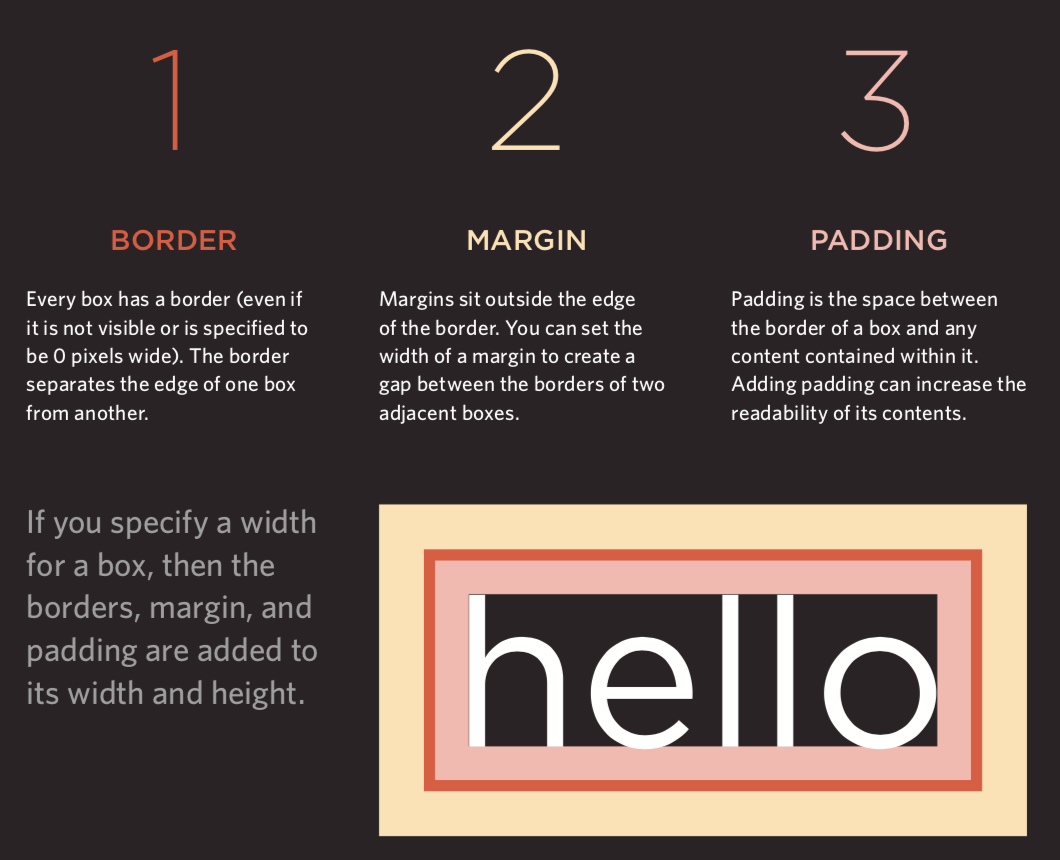 1
2
3
BORDER
Every box has a border (even if
it is not visible or is specified to
be 0 pixels wide). The border
separates the edge of one box
from another.
MARGIN
Margins sit outside the edge
of the border. You can set the
width of a margin to create a
gap between the borders of two
adjacent boxes.
PADDING
Padding is the space between
the border of a box and any
content contained within it.
Adding padding can increase the
readability of its contents.
If you specify a width
for a box, then the
borders, margin, and
padding are added to
its width and height.
hello